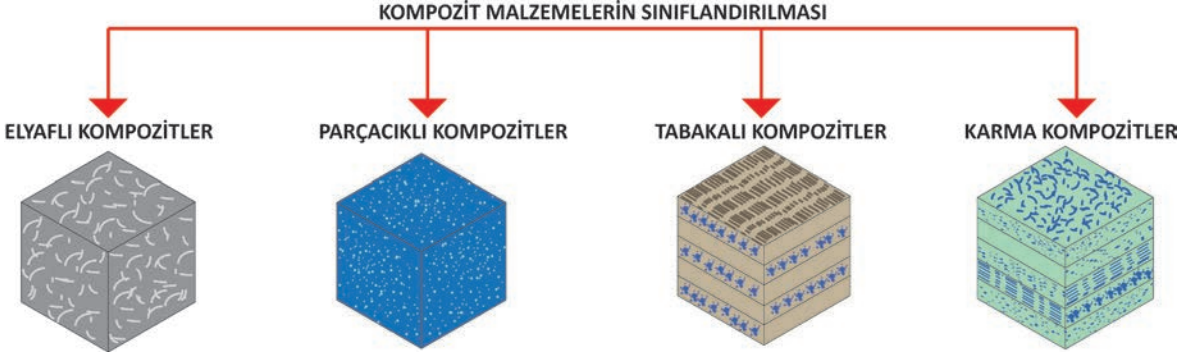 KOMPOZİT MALZEMELERİN SINIFLANDIRILMASI
ELYAFLI KOMPOZİTLER
PARÇACIKLI KOMPOZİTLER
TABAKALI KOMPOZİTLER
KARMA KOMPOZİTLER